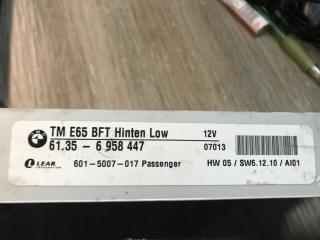 TM E65 BFT Hinten Low 12V
61.35 - 6 958 447 07013
LEAR. 601-5007-017 Passenger HW 05 / SW6.12.10 / AI01
CORPORATION